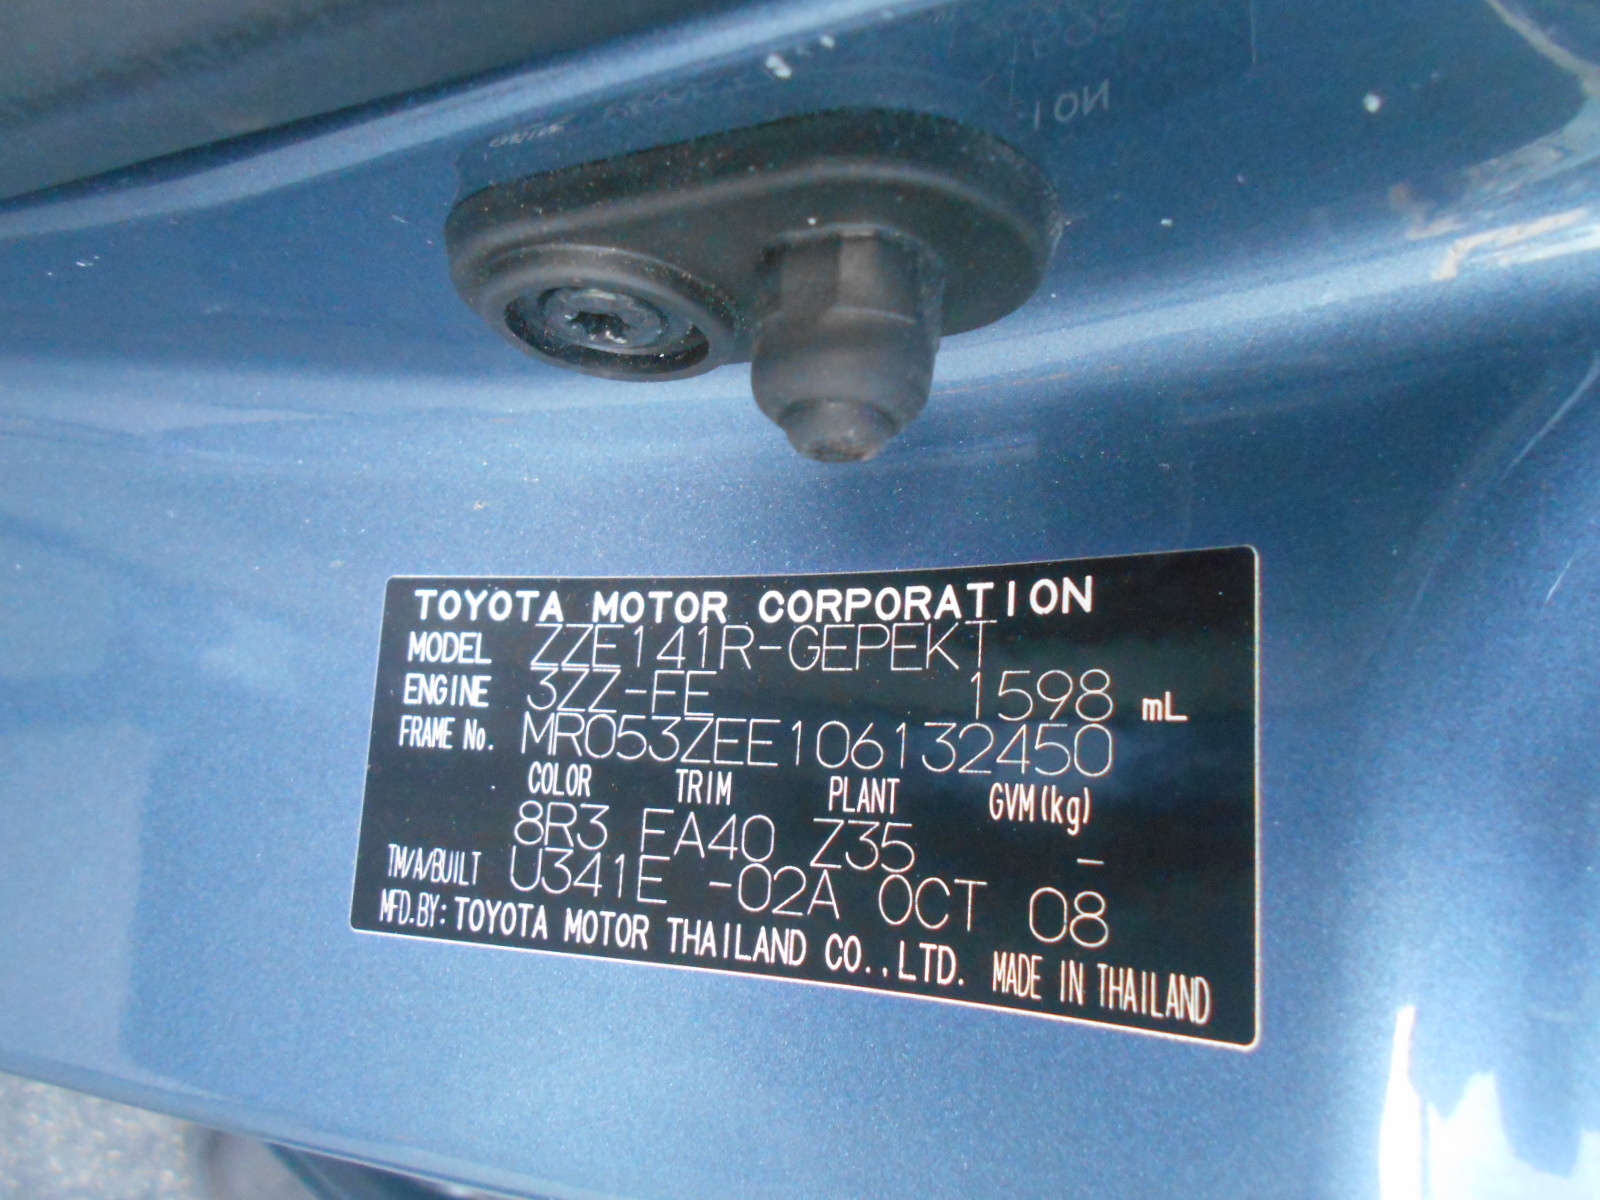 TOYOTA MOTOR CORPORATION
MODEL ZZE141R-GEPEKT
ENGINE 3ZZ-FE 1598 mL
FRAME No. MR053ZEE106132450
COLOR TRIM PLANT GVM(kg)
8R3 FA40 Z35 -
TM/A/BUILT U341E -02A OCT 08
MFD.BY: TOYOTA MOTOR THAILAND CO.,LTD. MADE IN THAILAND